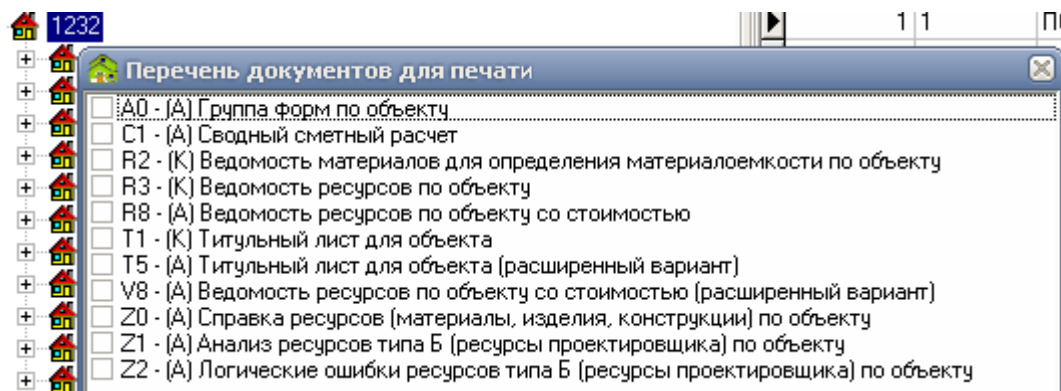 1232
1 1
Перечень документов для печати
A0 - (A) Группа форм по объекту
C1 - (A) Сводный сметный расчет
R2 - (K) Ведомость материалов для определения материалоемкости по объекту
R3 - (K) Ведомость ресурсов по объекту
R8 - (A) Ведомость ресурсов по объекту со стоимостью
T1 - (K) Титульный лист для объекта
T5 - (A) Титульный лист для объекта (расширенный вариант)
V8 - (A) Ведомость ресурсов по объекту со стоимостью (расширенный вариант)
Z0 - (A) Справка ресурсов (материалы, изделия, конструкции) по объекту
Z1 - (A) Анализ ресурсов типа Б (ресурсы проектировщика) по объекту
Z2 - (A) Логические ошибки ресурсов типа Б (ресурсы проектировщика) по объекту